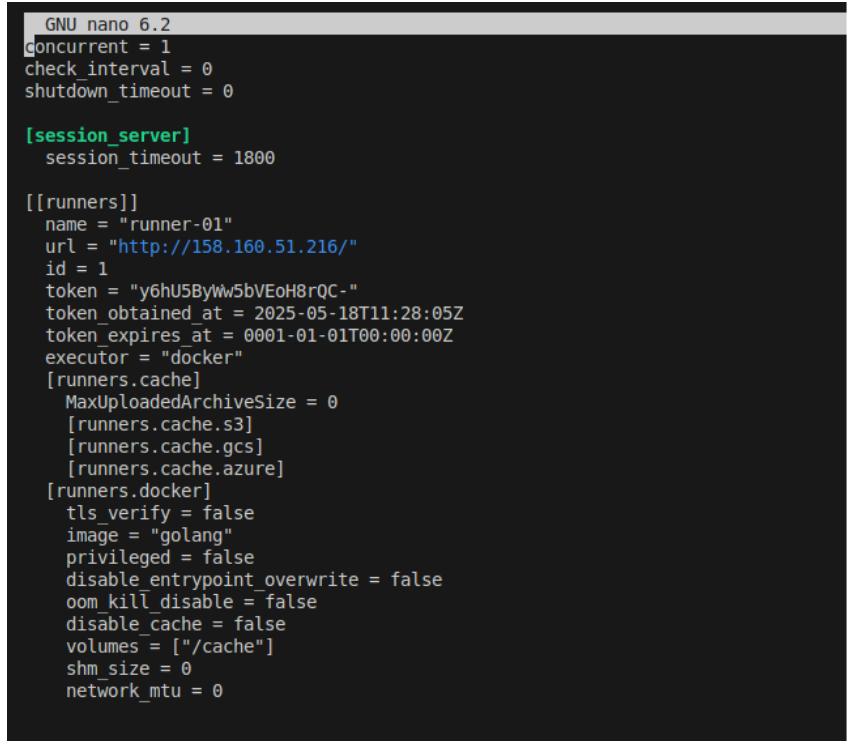 GNU nano 6.2
concurrent = 1
check_interval = 0
shutdown_timeout = 0
[session_server]
session_timeout = 1800
[[runners]]
name = "runner-01"
url = "http://158.160.51.216/"
id = 1
token = "y6hU5ByWw5bVEoH8rQC-"
token_obtained_at = 2025-05-18T11:28:05Z
token_expires_at = 0001-01-01T00:00:00Z
executor = "docker"
[runners.cache]
MaxUploadedArchiveSize = 0
[runners.cache.s3]
[runners.cache.gcs]
[runners.cache.azure]
[runners.docker]
tls_verify = false
image = "golang"
privileged = false
disable_entrypoint_overwrite = false
oom_kill_disable = false
disable_cache = false
volumes = ["/cache"]
shm_size = 0
network_mtu = 0